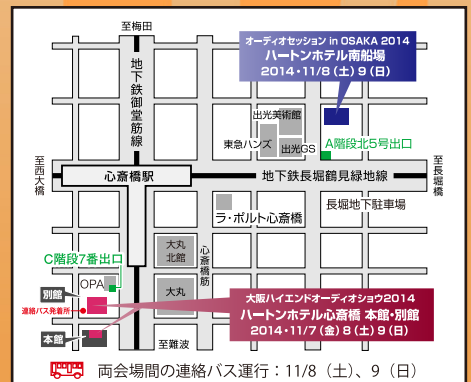 至梅田
オーディオセッション in OSAKA 2014
ハートンホテル南船場
2014・11/8（土）9（日）
地下鉄御堂筋線
出光美術館
東急ハンズ
出光GS
A階段北5号出口
至西大橋
心斎橋駅
地下鉄長堀鶴見緑地線
至長堀橋
ラ・ポルト心斎橋
長堀地下駐車場
大丸北館
心斎橋筋
C階段7番出口
OPA
大丸
別館
連絡バス発着所
本館
大阪ハイエンドオーディオショウ2014
ハートンホテル心斎橋 本館・別館
2014・11/7（金）8（土）9（日）
至難波
両会場間の連絡バス運行：11/8（土）、9（日）